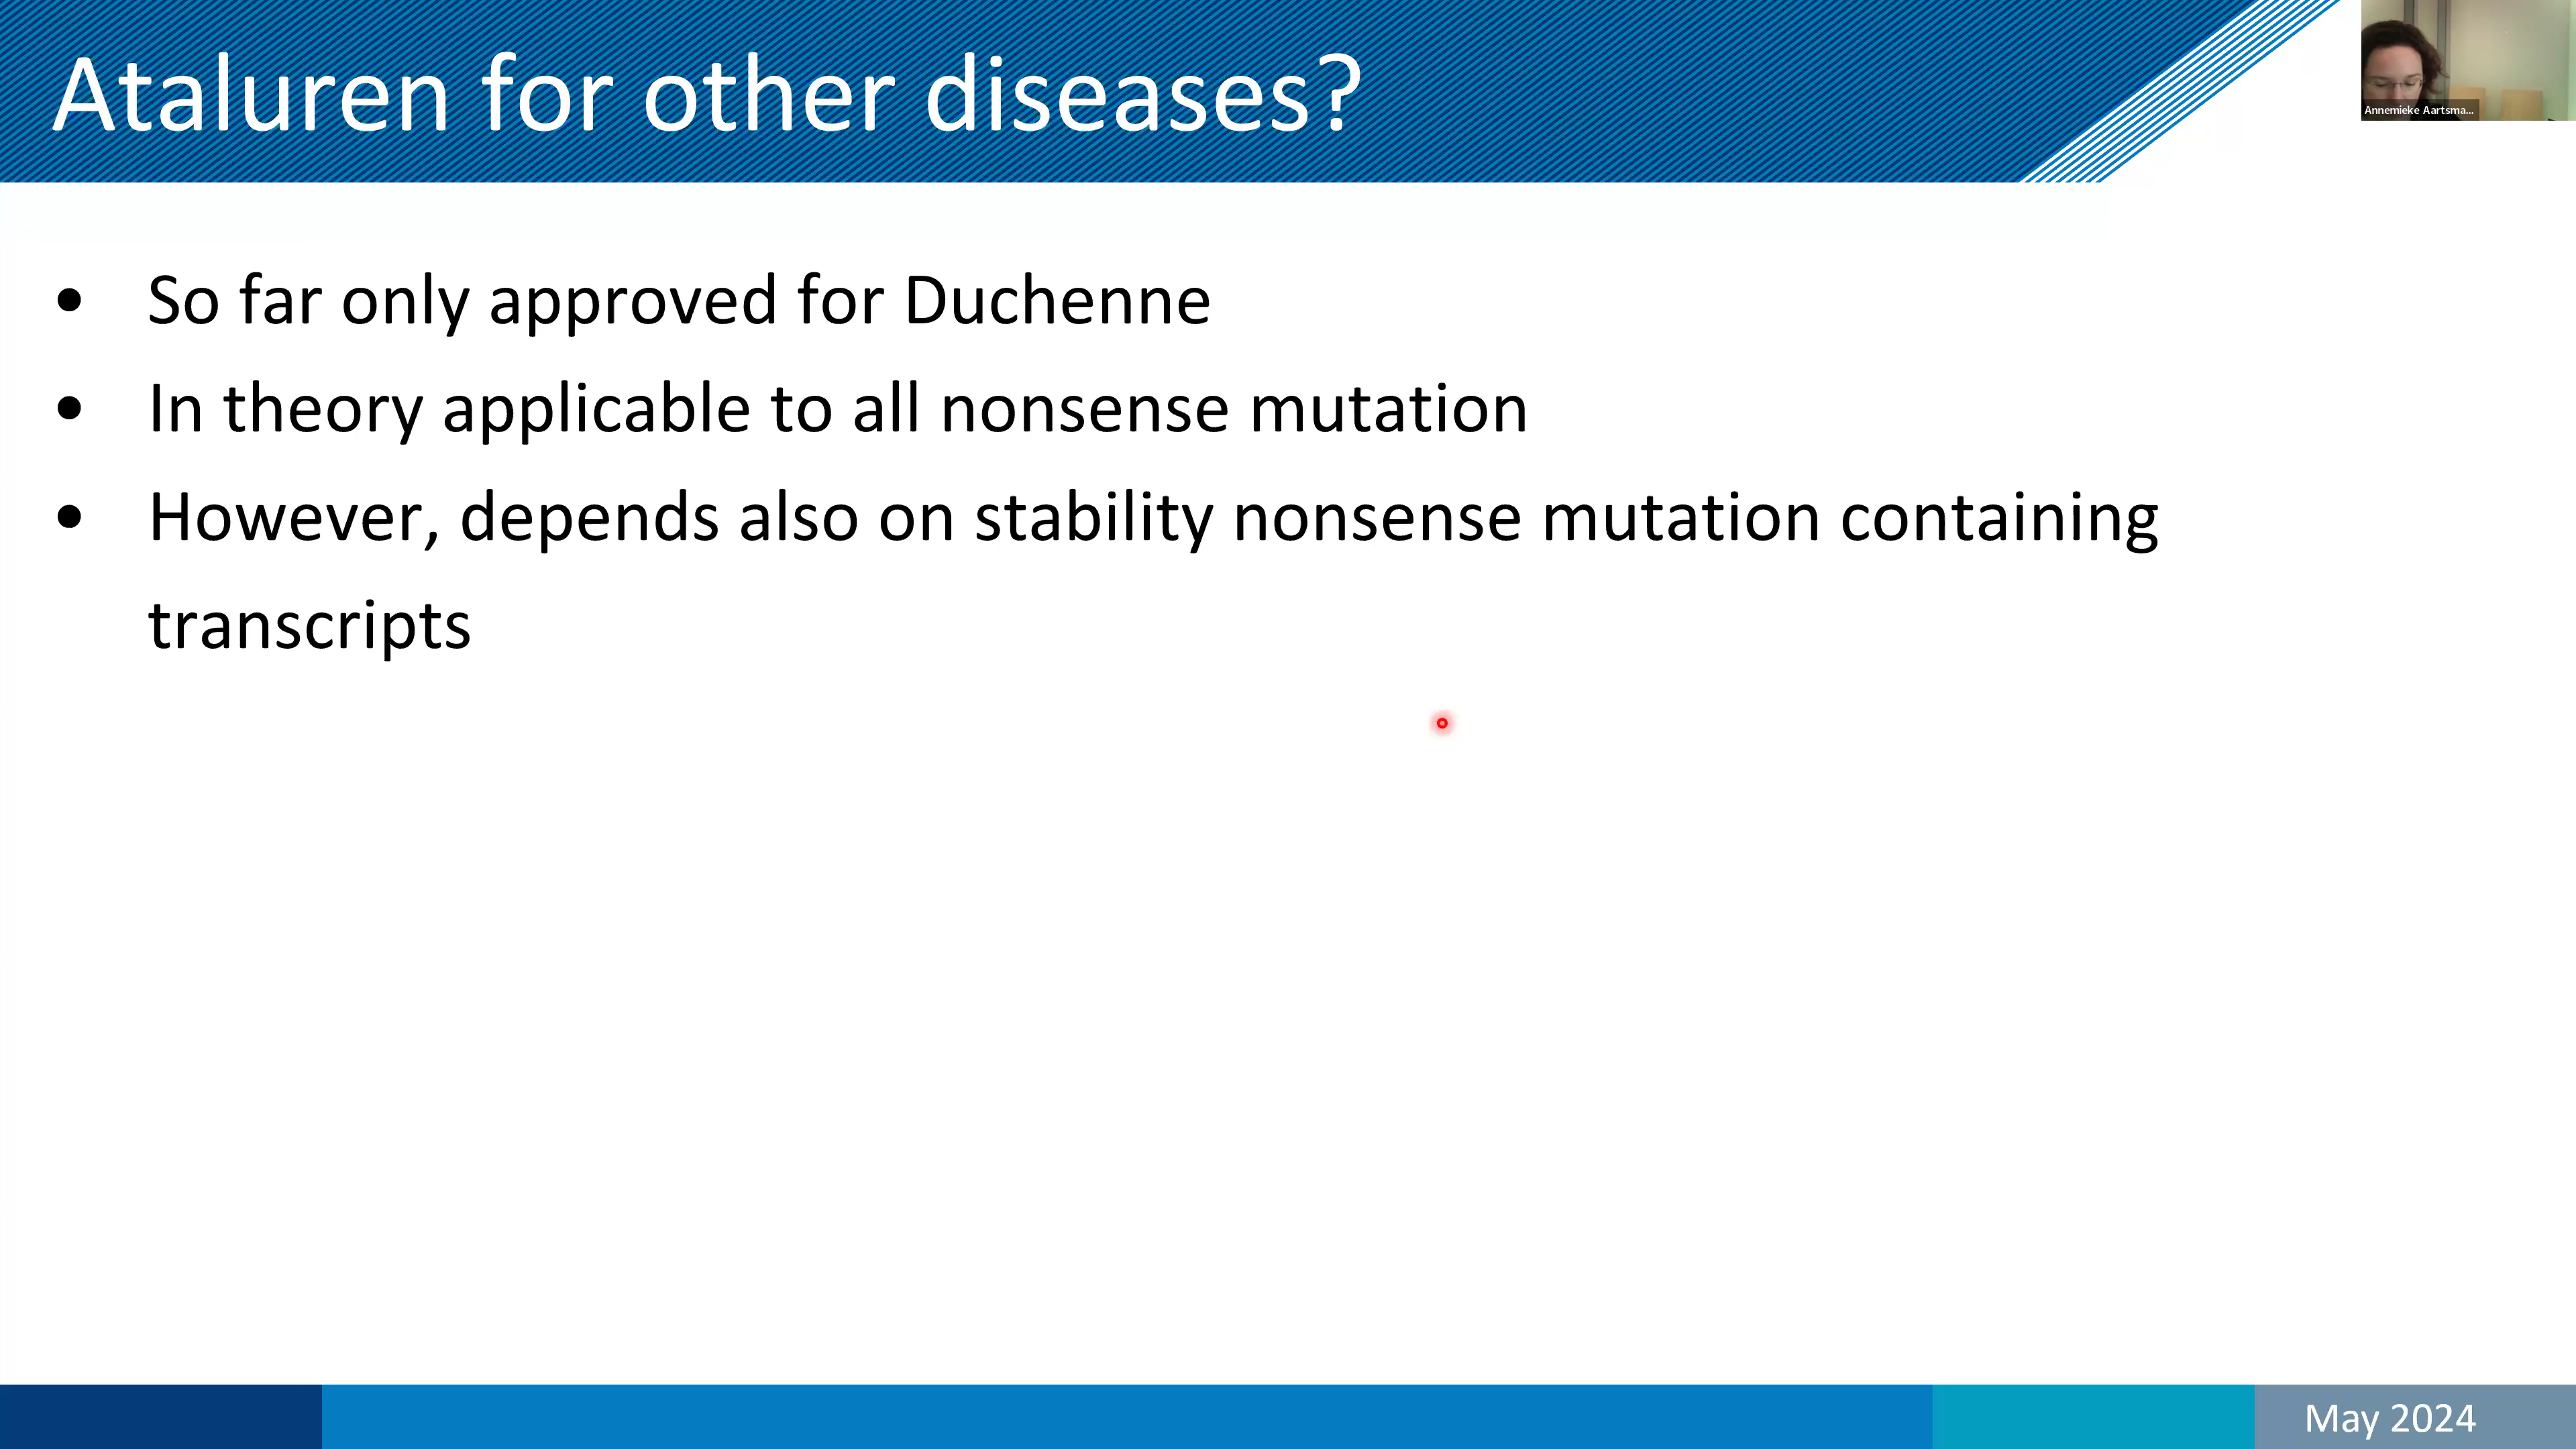 Ataluren for other diseases?
Annemieke Aartsma...
• So far only approved for Duchenne
• In theory applicable to all nonsense mutation
• However, depends also on stability nonsense mutation containing
transcripts
May 2024